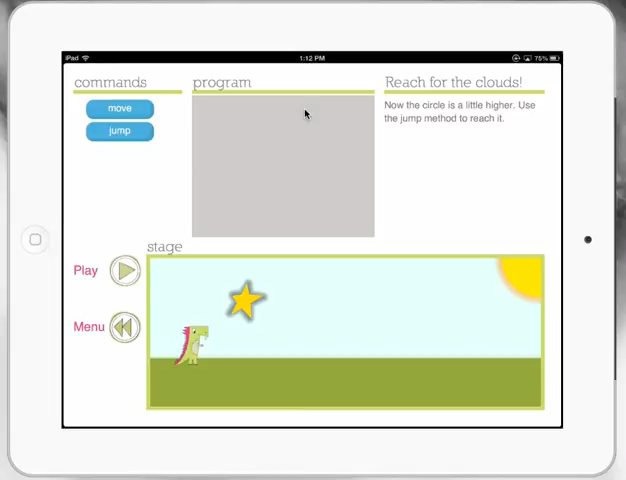 iPad
1:12 PM
75%
commands
program
Reach for the clouds!
move
jump
Now the circle is a little higher. Use
the jump method to reach it.
stage
Play
Menu